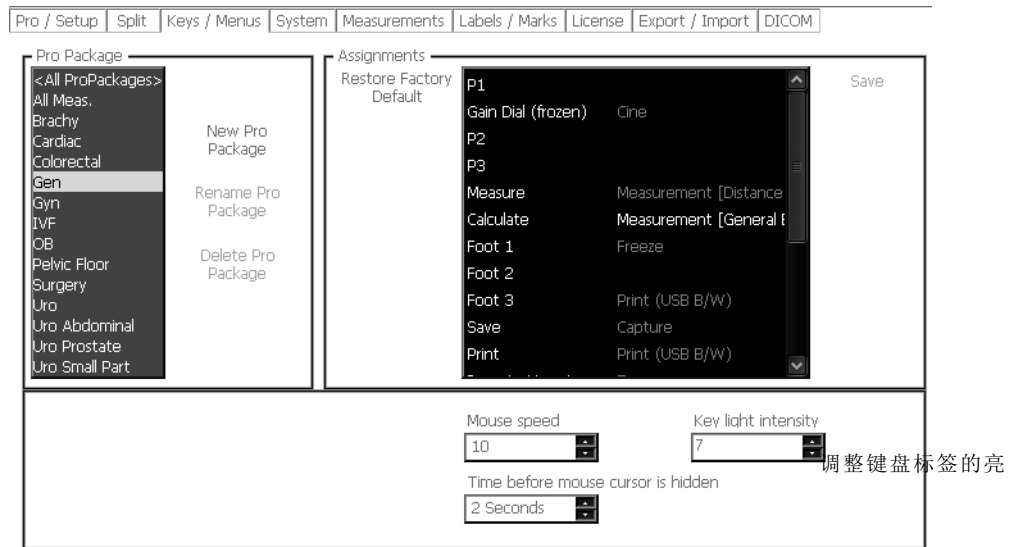 Pro / Setup Split Keys / Menus System Measurements Labels / Marks License Export / Import DICOM
Pro Package
<All ProPackages>
All Meas.
Brachy
Cardiac
Colorectal
Gen
Gyn
IVF
OB
Pelvic Floor
Surgery
Uro
Uro Abdominal
Uro Prostate
Uro Small Part
New Pro
Package
Rename Pro
Package
Delete Pro
Package
Assignments
Restore Factory
Default
P1
Gain Dial (frozen) Cine
P2
P3
Measure Measurement [Distance
Calculate Measurement [General
Foot 1 Freeze
Foot 2
Foot 3 Print (USB B/W)
Save Capture
Print Print (USB B/W)
Save
Mouse speed
10
Key light intensity
7
调整键盘标签的亮
Time before mouse cursor is hidden
2 Seconds